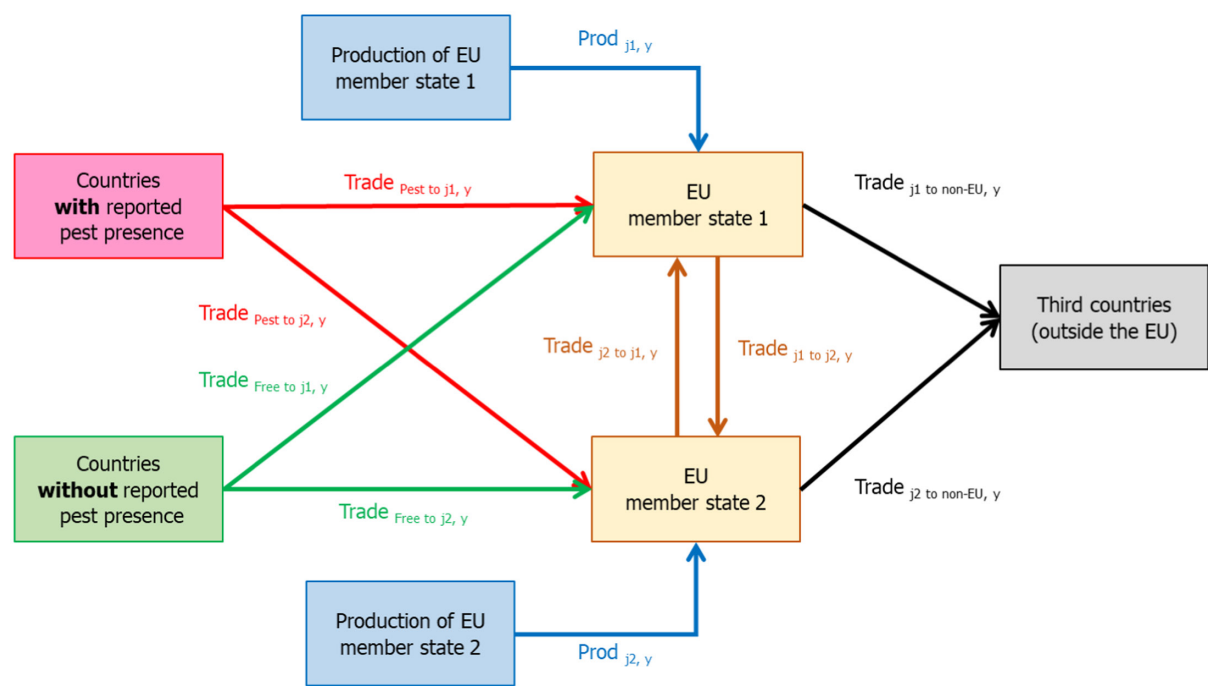 Production of EU
member state 1
Prod j1, y
Countries
with reported
pest presence
Trade Pest to j1, y
EU
member state 1
Trade j1 to non-EU, y
Trade Pest to j2, y
Trade Free to j1, y
Trade j2 to j1, y
Trade j1 to j2, y
Third countries
(outside the EU)
Countries
without reported
pest presence
Trade Free to j2, y
EU
member state 2
Trade j2 to non-EU, y
Production of EU
member state 2
Prod j2, y